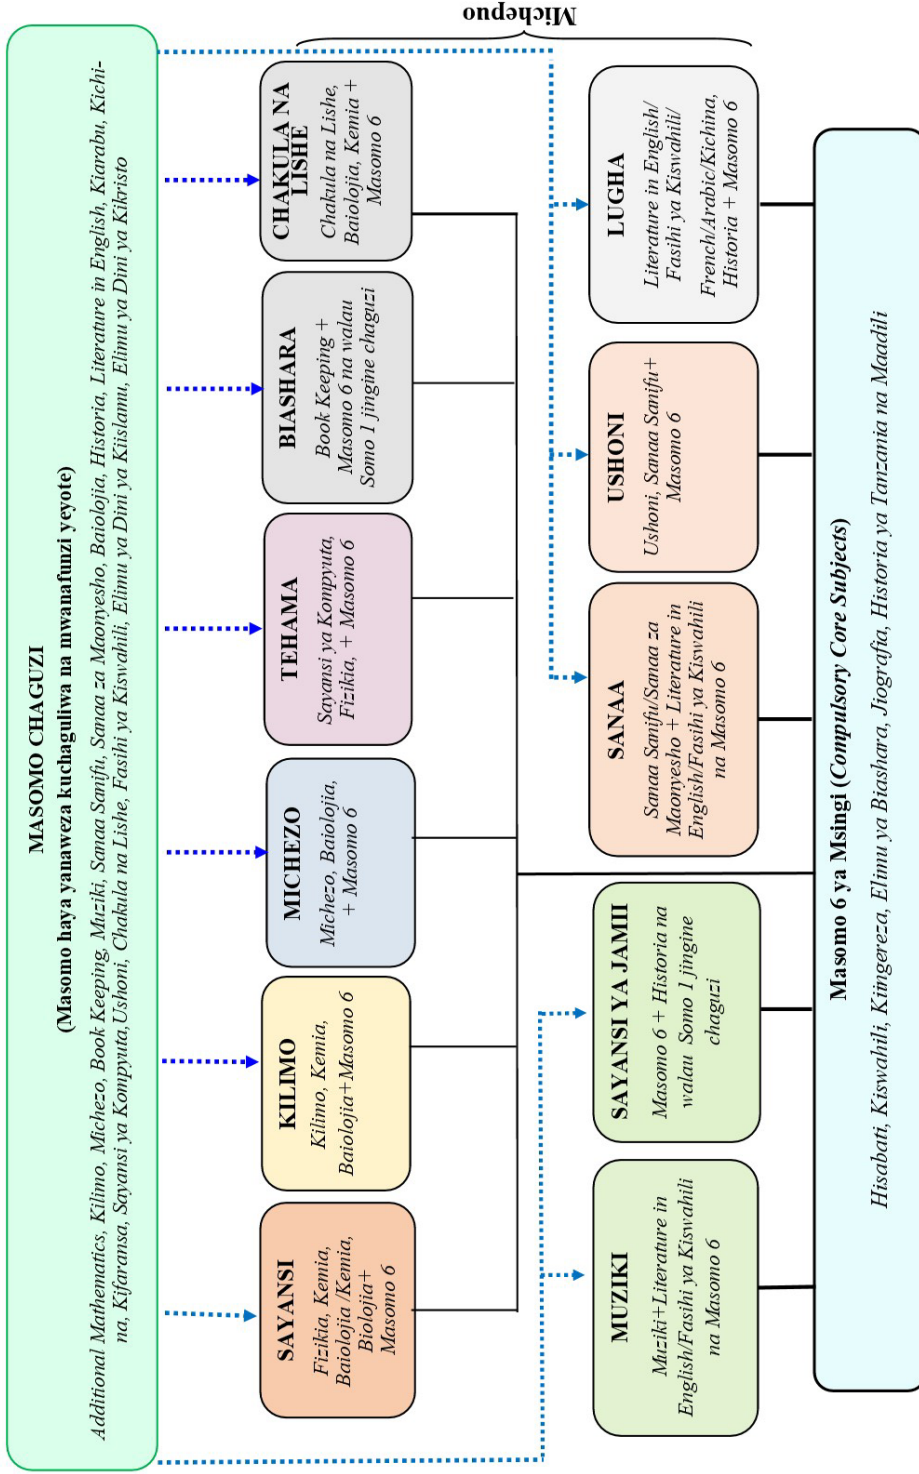 MASOMO CHAGUZI
(Masomo haya yanaweza kuchaguliwa na mwanafunzi yeyote)
Additional Mathematics, Kilimo, Michezo, Book Keeping, Muziki, Sanaa Sanifu, Sanaa za Maonyesho, Baiolojia, Historia, Literature in English, Kiarabu, Kichi-
na, Kifaransa, Sayansi ya Kompyuta,Ushoni, Chakula na Lishe, Fasihi ya Kiswahili, Elimu ya Dini ya Kiislamu, Elimu ya Dini ya Kikristo
SAYANSI
Fizikia, Kemia,
Baiolojia /Kemia,
Biolojia+
Masomo 6
KILIMO
Kilimo, Kemia,
Baiolojia+Masomo 6
MICHEZO
Michezo, Baiolojia,
+ Masomo 6
TEHAMA
Sayansi ya Kompyuta,
Fizikia, + Masomo 6
BIASHARA
Book Keeping +
Masomo 6 na walau
Somo 1 jingine chaguzi
CHAKULA NA
LISHE
Chakula na Lishe,
Baiolojia, Kemia +
Masomo 6
Michepuo
MUZIKI
Muziki+Literature in
English/Fasihi ya Kiswahili
na Masomo 6
SAYANSI YA JAMII
Masomo 6 + Historia na
walau Somo 1 jingine
chaguzi
SANAA
Sanaa Sanifu/Sanaa za
Maonyesho + Literature in
English/Fasihi ya Kiswahili
na Masomo 6
USHONI
Ushoni, Sanaa Sanifu+
Masomo 6
LUGHA
Literature in English/
Fasihi ya Kiswahili/
French/Arabic/Kichina,
Historia + Masomo 6
Masomo 6 ya Msingi (Compulsory Core Subjects)
Hisabati, Kiswahili, Kiingereza, Elimu ya Biashara, Jiografia, Historia ya Tanzania na Maadili